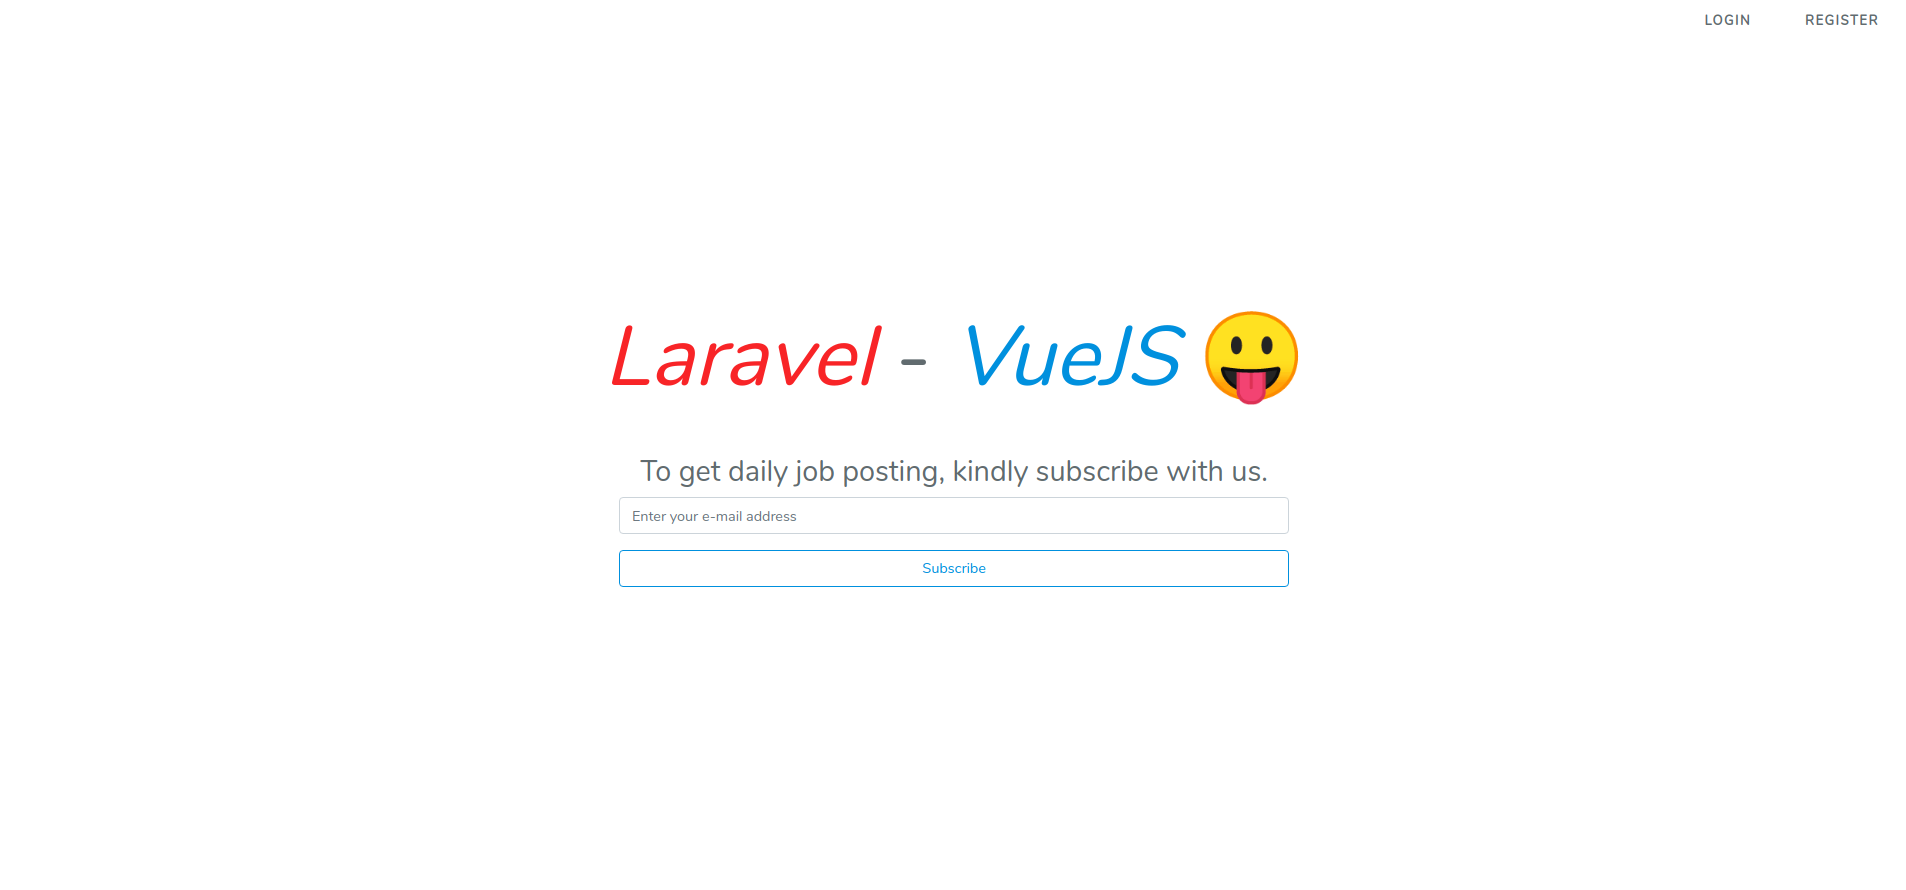 LOGIN REGISTER
Laravel - VueJS 😛
To get daily job posting, kindly subscribe with us.
Enter your e-mail address
Subscribe